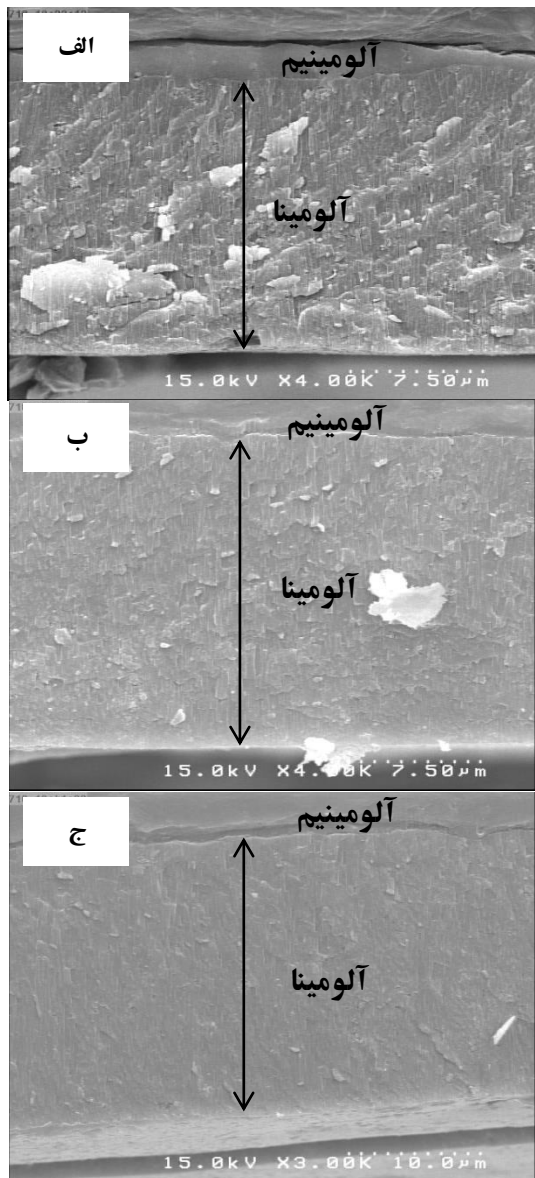 الف
آلومینیم
آلومینا
15.0kV X4.00K 7.50µm
ب
آلومینیم
آلومینا
15.0kV X4.00K 7.50µm
ج
آلومینیم
آلومینا
15.0kV X3.00K 10.0µm